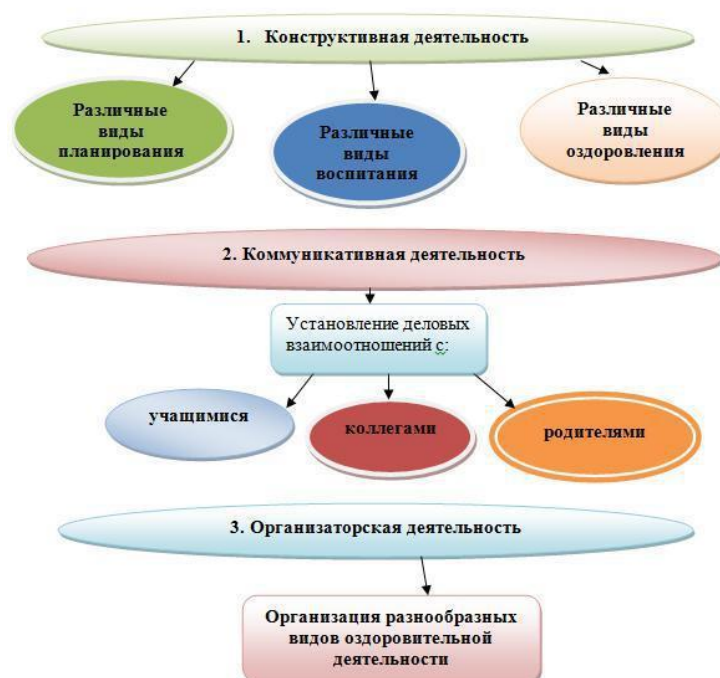 1. Конструктивная деятельность
Различные
виды
планирования
Различные
виды
воспитания
Различные
виды
оздоровления
2. Коммуникативная деятельность
Установление деловых
взаимоотношений с:
учащимися
коллегами
родителями
3. Организаторская деятельность
Организация разнообразных
видов оздоровительной
деятельности